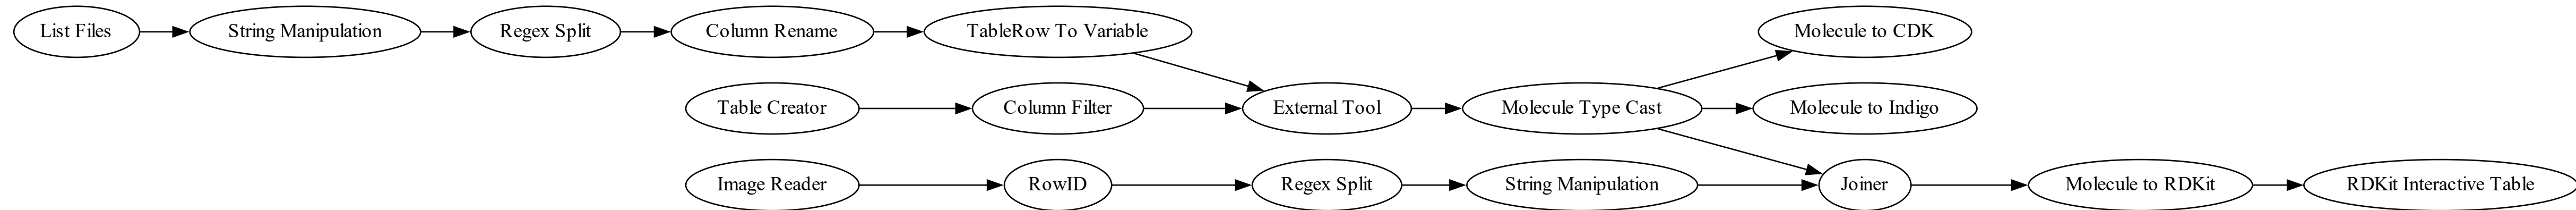 List Files
String Manipulation
Regex Split
Column Rename
TableRow To Variable
Molecule to CDK
Table Creator
Column Filter
External Tool
Molecule Type Cast
Molecule to Indigo
Image Reader
RowID
Regex Split
String Manipulation
Joiner
Molecule to RDKit
RDKit Interactive Table